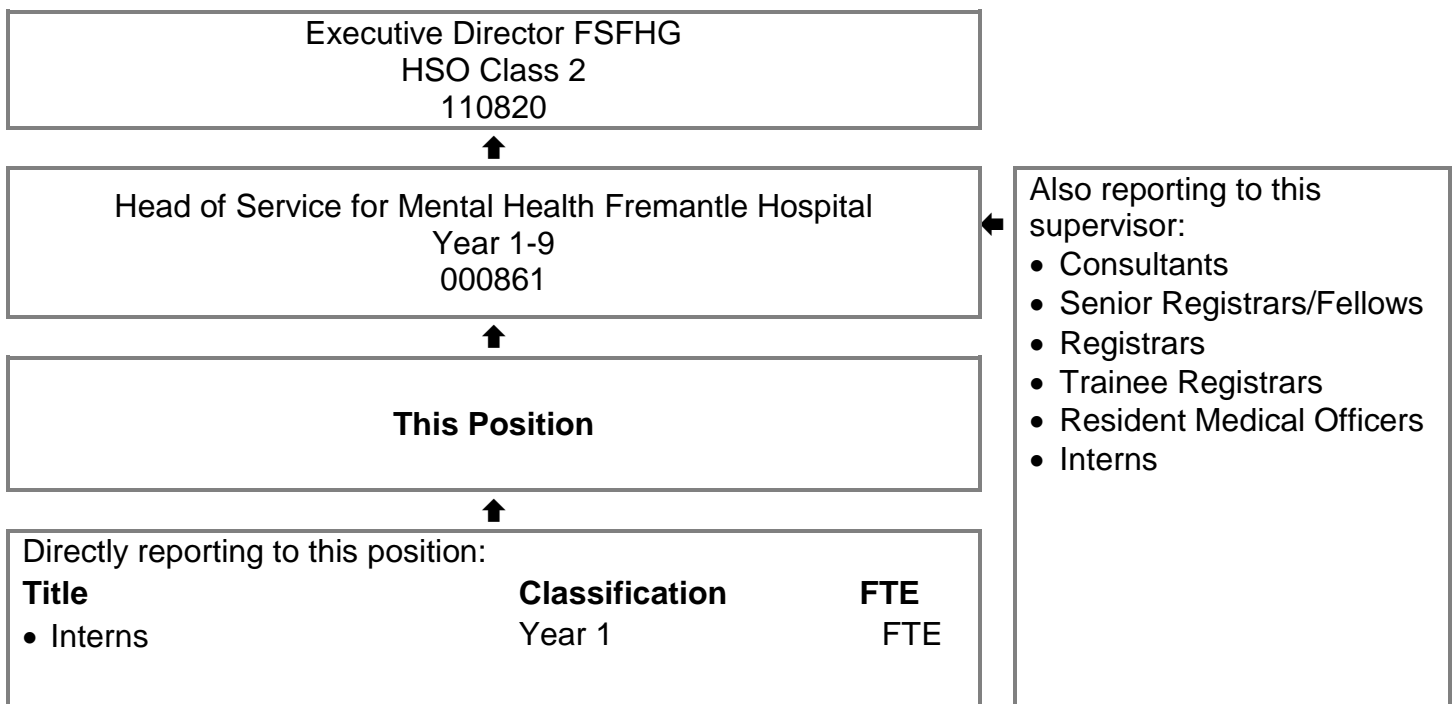 Executive Director FSFHG
HSO Class 2
110820
Head of Service for Mental Health Fremantle Hospital
Year 1-9
000861
Also reporting to this
supervisor:
• Consultants
• Senior Registrars/Fellows
• Registrars
• Trainee Registrars
• Resident Medical Officers
• Interns
This Position
Directly reporting to this position:
Title Classification FTE
• Interns Year 1 FTE